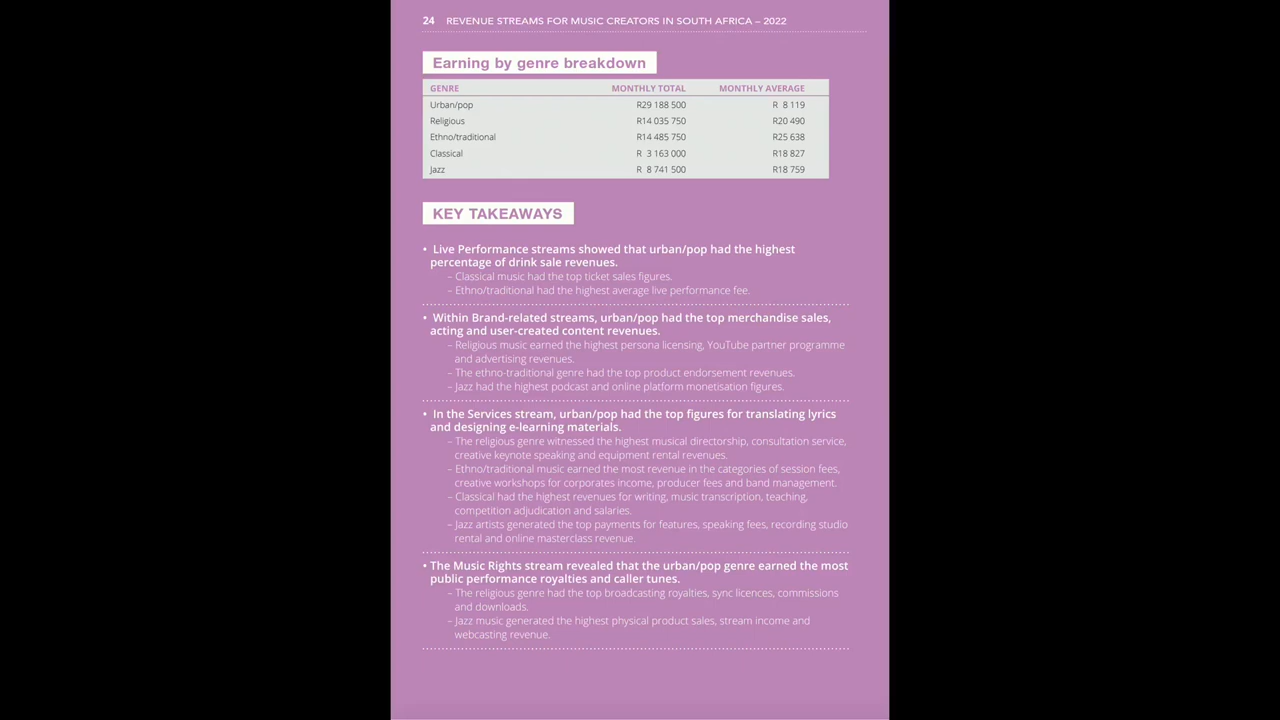 24 REVENUE STREAMS FOR MUSIC CREATORS IN SOUTH AFRICA – 2022
Earning by genre breakdown
GENRE MONTHLY TOTAL MONTHLY AVERAGE
Urban/pop R29 188 500 R 8 119
Religious R14 035 750 R20 490
Ethno/traditional R14 485 750 R25 638
Classical R 3 163 000 R18 827
Jazz R 8 741 500 R18 759
KEY TAKEAWAYS
• Live Performance streams showed that urban/pop had the highest
percentage of drink sale revenues.
– Classical music had the top ticket sales figures.
– Ethno/traditional had the highest average live performance fee.
• Within Brand-related streams, urban/pop had the top merchandise sales,
acting and user-created content revenues.
– Religious music earned the highest persona licensing, YouTube partner programme
and advertising revenues.
– The ethno-traditional genre had the top product endorsement revenues.
– Jazz had the highest podcast and online platform monetisation figures.
• In the Services stream, urban/pop had the top figures for translating lyrics
and designing e-learning materials.
– The religious genre witnessed the highest musical directorship, consultation service,
creative keynote speaking and equipment rental revenues.
– Ethno/traditional music earned the most revenue in the categories of session fees,
creative workshops for corporates income, producer fees and band management.
– Classical had the highest revenues for writing, music transcription, teaching,
competition adjudication and salaries.
– Jazz artists generated the top payments for features, speaking fees, recording studio
rental and online masterclass revenue.
• The Music Rights stream revealed that the urban/pop genre earned the most
public performance royalties and caller tunes.
– The religious genre had the top broadcasting royalties, sync licences, commissions
and downloads.
– Jazz music generated the highest physical product sales, stream income and
webcasting revenue.